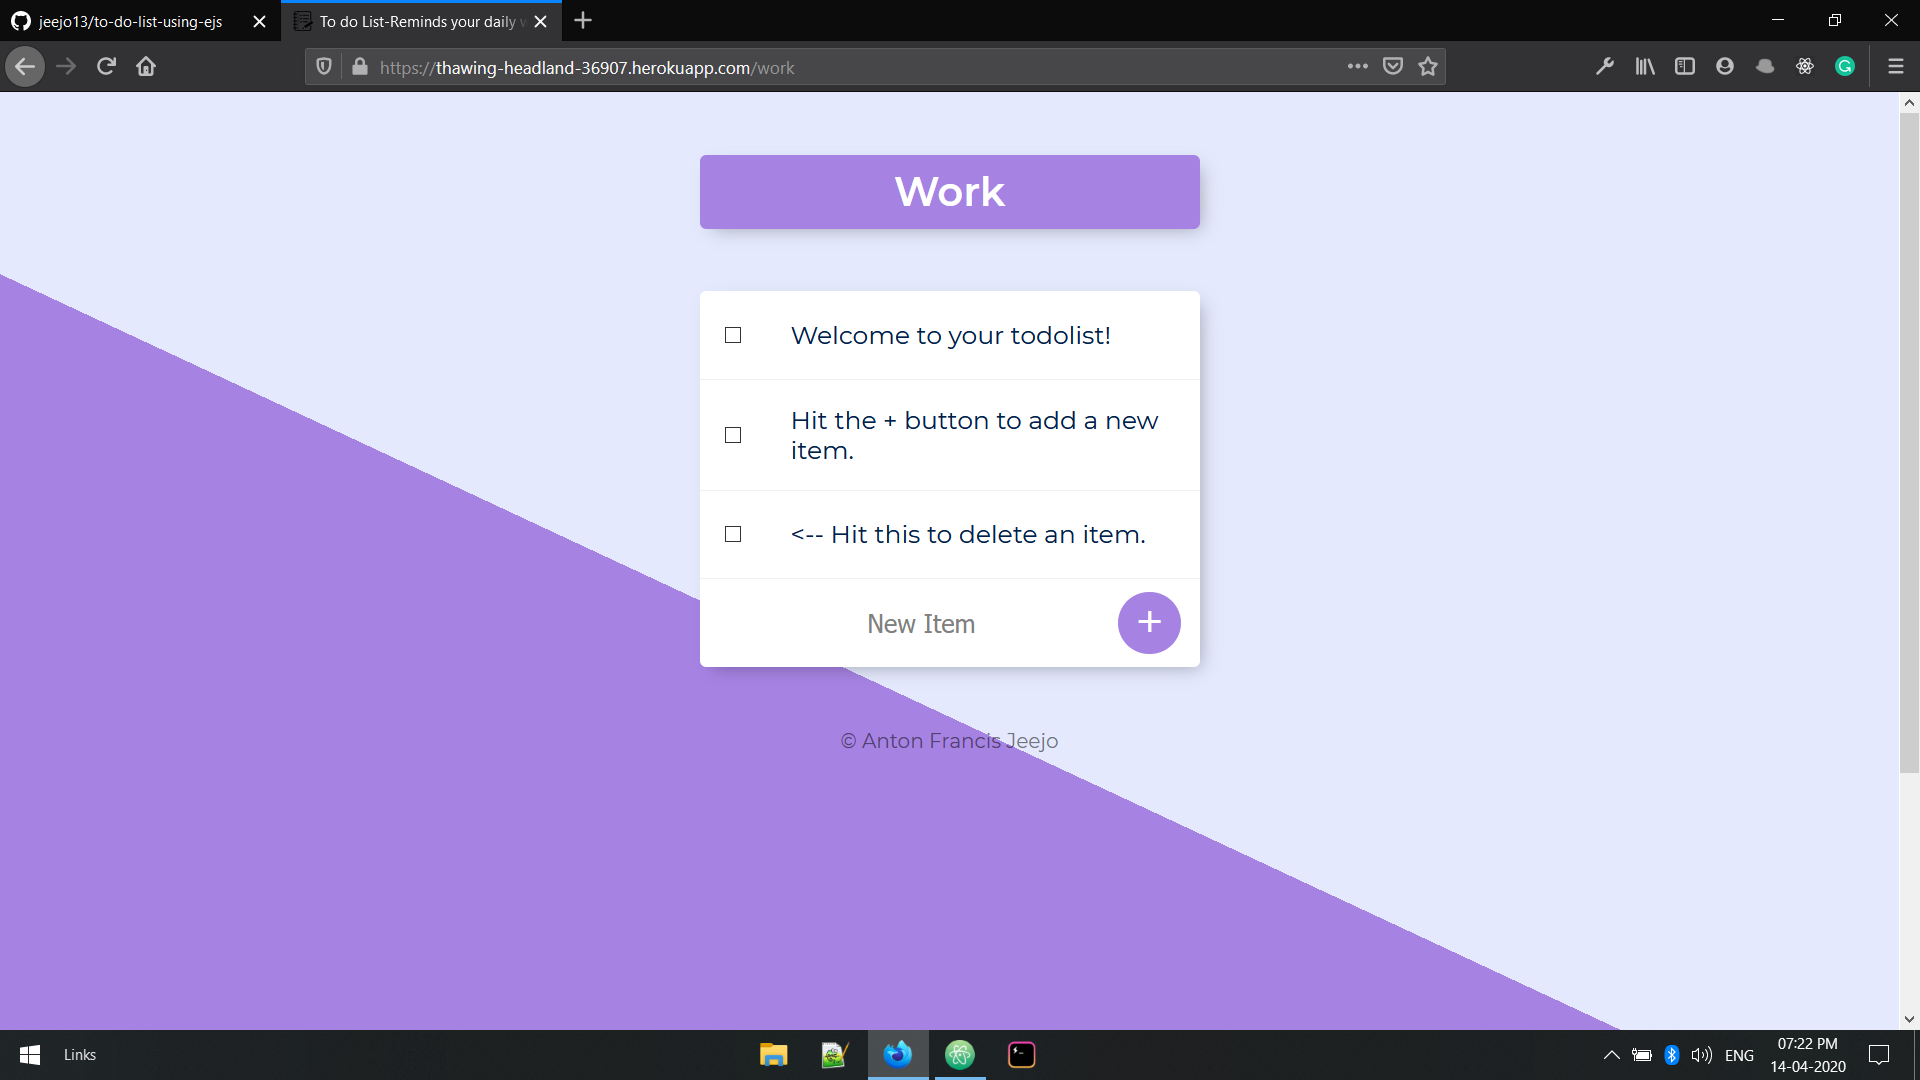 jeejo13/to-do-list-using-ejs
To do List-Reminds your daily
https://thawing-headland-36907.herokuapp.com/work
Work
Welcome to your todolist!
Hit the + button to add a new
item.
<-- Hit this to delete an item.
New Item
+
© Anton Francis Jeejo
Links
ENG
07:22 PM
14-04-2020